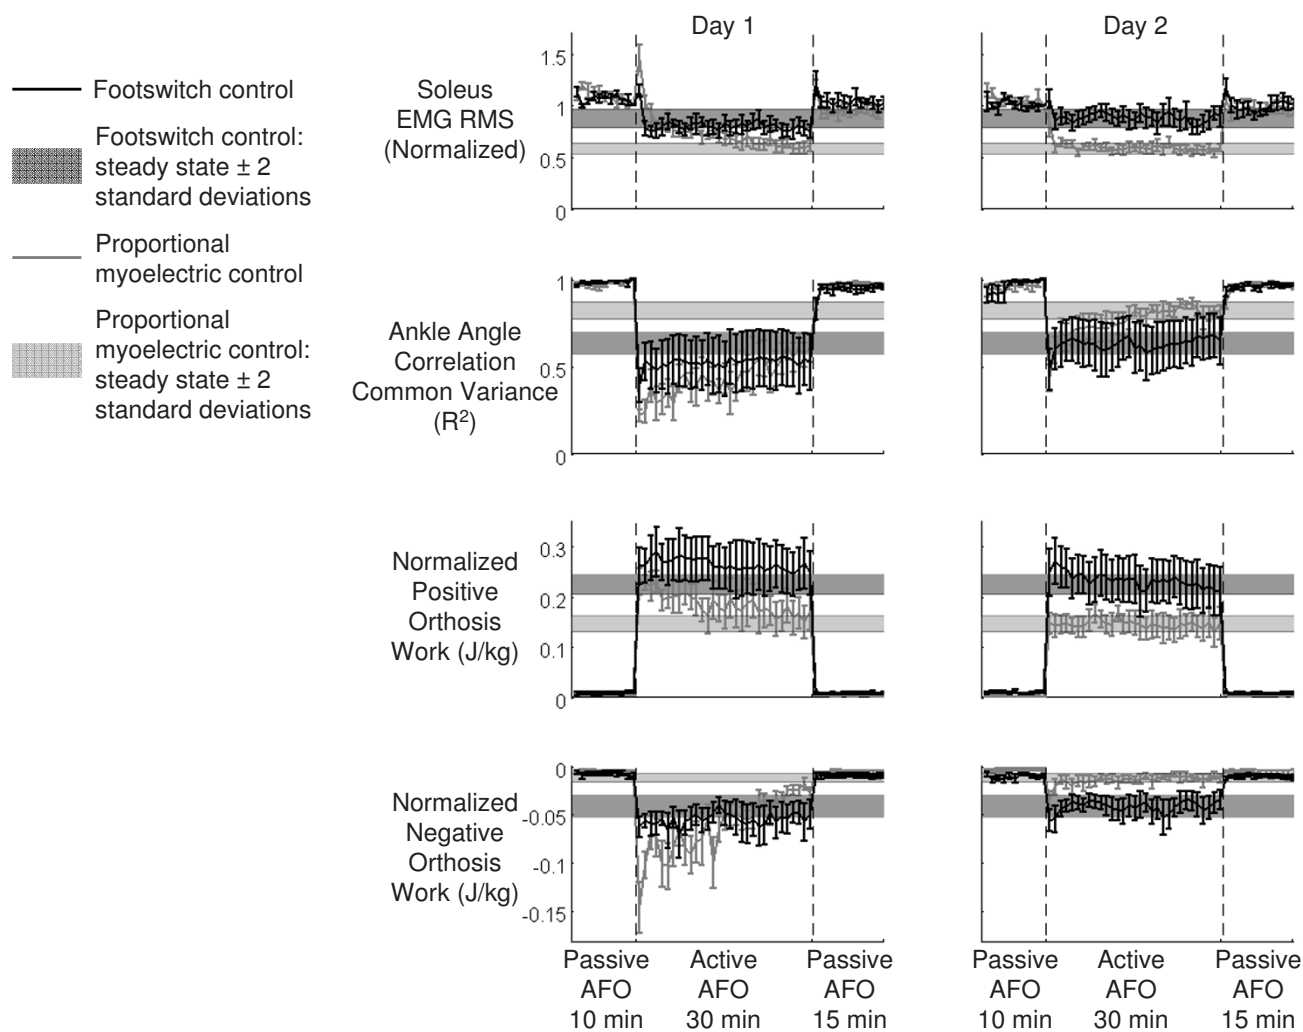 Day 1
Day 2
Footswitch control
Footswitch control:
steady state ± 2
standard deviations
Proportional
myoelectric control
Proportional
myoelectric control:
steady state ± 2
standard deviations
Soleus
EMG RMS
(Normalized)
1.5
1
0.5
0
Ankle Angle
Correlation
Common Variance
(R²)
1
0.5
0
Normalized
Positive
Orthosis
Work (J/kg)
0.3
0.2
0.1
0
Normalized
Negative
Orthosis
Work (J/kg)
0
-0.05
-0.1
-0.15
Passive
AFO
10 min
Active
AFO
30 min
Passive
AFO
15 min
Passive
AFO
10 min
Active
AFO
30 min
Passive
AFO
15 min